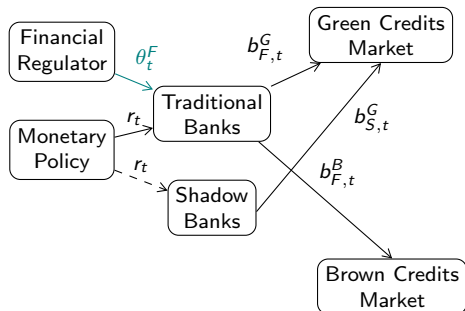 Financial
Regulator
θ_t^F
Monetary
Policy
r_t
r_t
Traditional
Banks
Shadow
Banks
b_{F,t}^G
b_{S,t}^G
b_{F,t}^B
Green Credits
Market
Brown Credits
Market